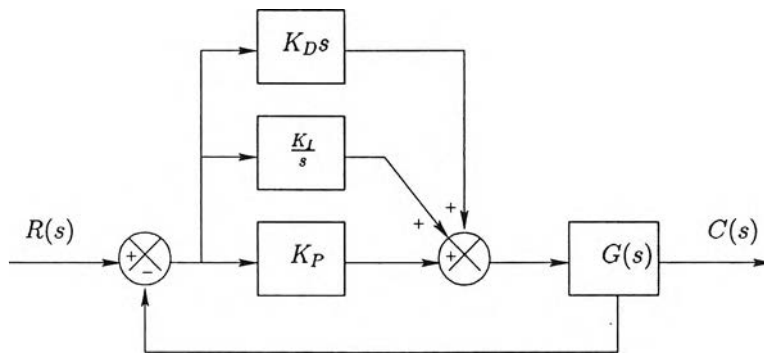 K_D s
K_I
s
+
+
R(s)
+
−
K_P
+
G(s)
C(s)